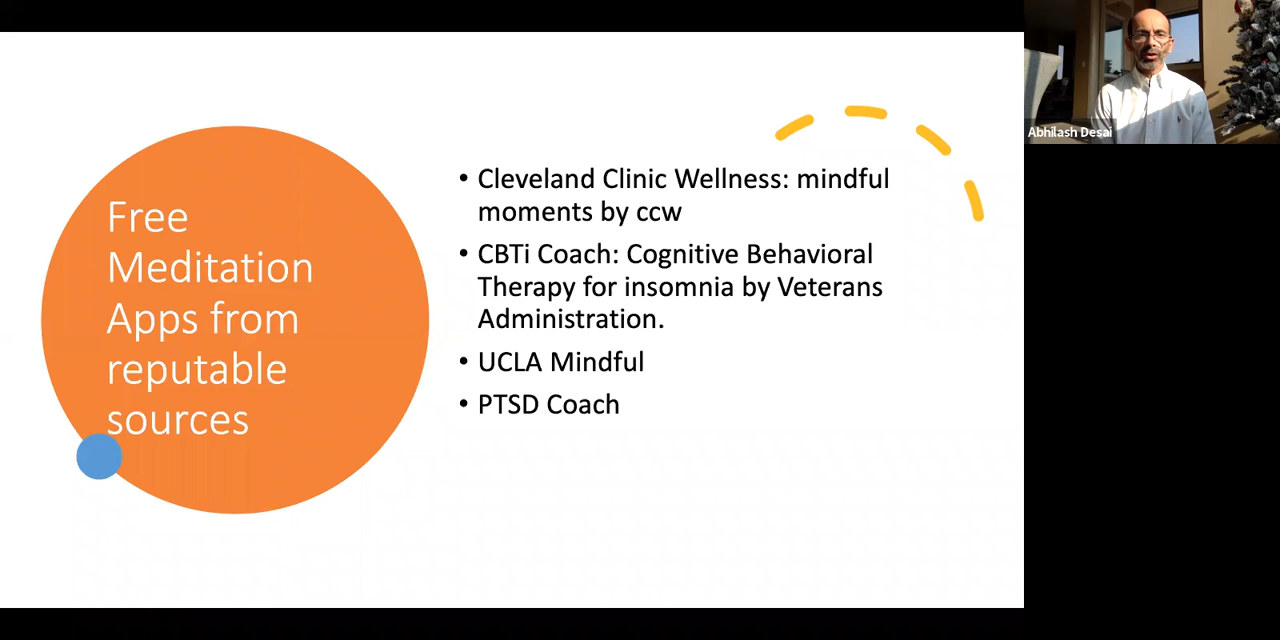 Free
Meditation
Apps from
reputable
sources
• Cleveland Clinic Wellness: mindful
moments by ccw
• CBTi Coach: Cognitive Behavioral
Therapy for insomnia by Veterans
Administration.
• UCLA Mindful
• PTSD Coach
Abhilash Desai